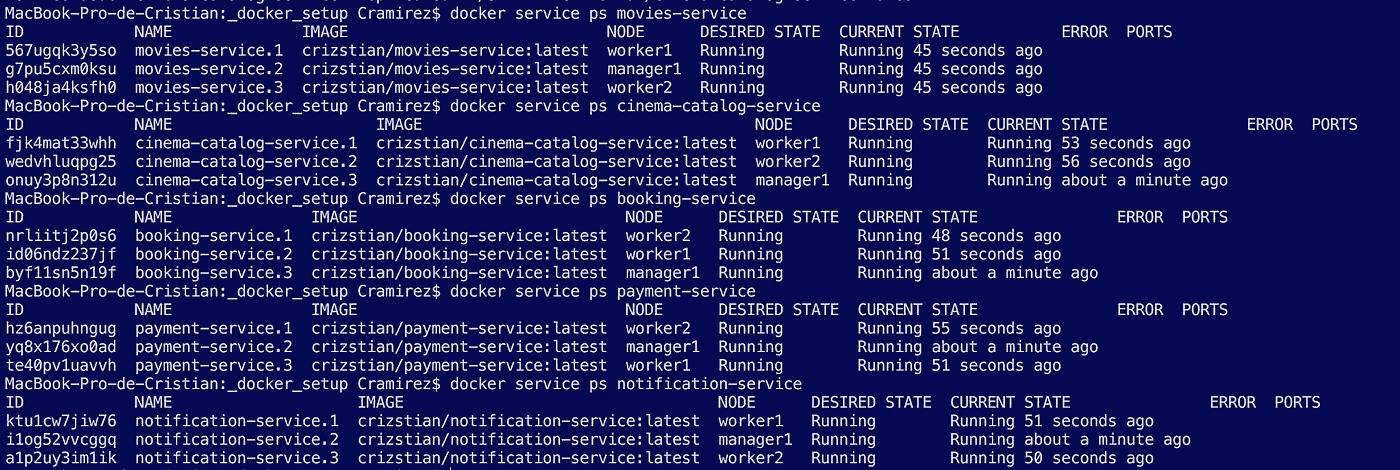 MacBook-Pro-de-Cristian:_docker_setup Cramirez$ docker service ps movies-service
ID NAME IMAGE NODE DESIRED STATE CURRENT STATE ERROR PORTS
567ugqk3y5so movies-service.1 crizstian/movies-service:latest worker1 Running Running 45 seconds ago
g7pu5cxm0ksu movies-service.2 crizstian/movies-service:latest manager1 Running Running 45 seconds ago
h048ja4ksfh0 movies-service.3 crizstian/movies-service:latest worker2 Running Running 45 seconds ago
MacBook-Pro-de-Cristian:_docker_setup Cramirez$ docker service ps cinema-catalog-service
ID NAME IMAGE NODE DESIRED STATE CURRENT STATE ERROR PORTS
fjk4mat33whh cinema-catalog-service.1 crizstian/cinema-catalog-service:latest worker1 Running Running 53 seconds ago
wedvhluqpg25 cinema-catalog-service.2 crizstian/cinema-catalog-service:latest worker2 Running Running 56 seconds ago
onuy3p8n312u cinema-catalog-service.3 crizstian/cinema-catalog-service:latest manager1 Running Running about a minute ago
MacBook-Pro-de-Cristian:_docker_setup Cramirez$ docker service ps booking-service
ID NAME IMAGE NODE DESIRED STATE CURRENT STATE ERROR PORTS
nrliitj2p0s6 booking-service.1 crizstian/booking-service:latest worker2 Running Running 48 seconds ago
id06ndz237jf booking-service.2 crizstian/booking-service:latest worker1 Running Running 51 seconds ago
byf11sn5n19f booking-service.3 crizstian/booking-service:latest manager1 Running Running about a minute ago
MacBook-Pro-de-Cristian:_docker_setup Cramirez$ docker service ps payment-service
ID NAME IMAGE NODE DESIRED STATE CURRENT STATE ERROR PORTS
hz6anpuhngug payment-service.1 crizstian/payment-service:latest worker2 Running Running 55 seconds ago
yq8x176xo0ad payment-service.2 crizstian/payment-service:latest manager1 Running Running about a minute ago
te40pv1uavvh payment-service.3 crizstian/payment-service:latest worker1 Running Running 51 seconds ago
MacBook-Pro-de-Cristian:_docker_setup Cramirez$ docker service ps notification-service
ID NAME IMAGE NODE DESIRED STATE CURRENT STATE ERROR PORTS
ktu1cw7jiw76 notification-service.1 crizstian/notification-service:latest worker1 Running Running 51 seconds ago
i1og52vvcggq notification-service.2 crizstian/notification-service:latest manager1 Running Running about a minute ago
a1p2uy3im1ik notification-service.3 crizstian/notification-service:latest worker2 Running Running 50 seconds ago